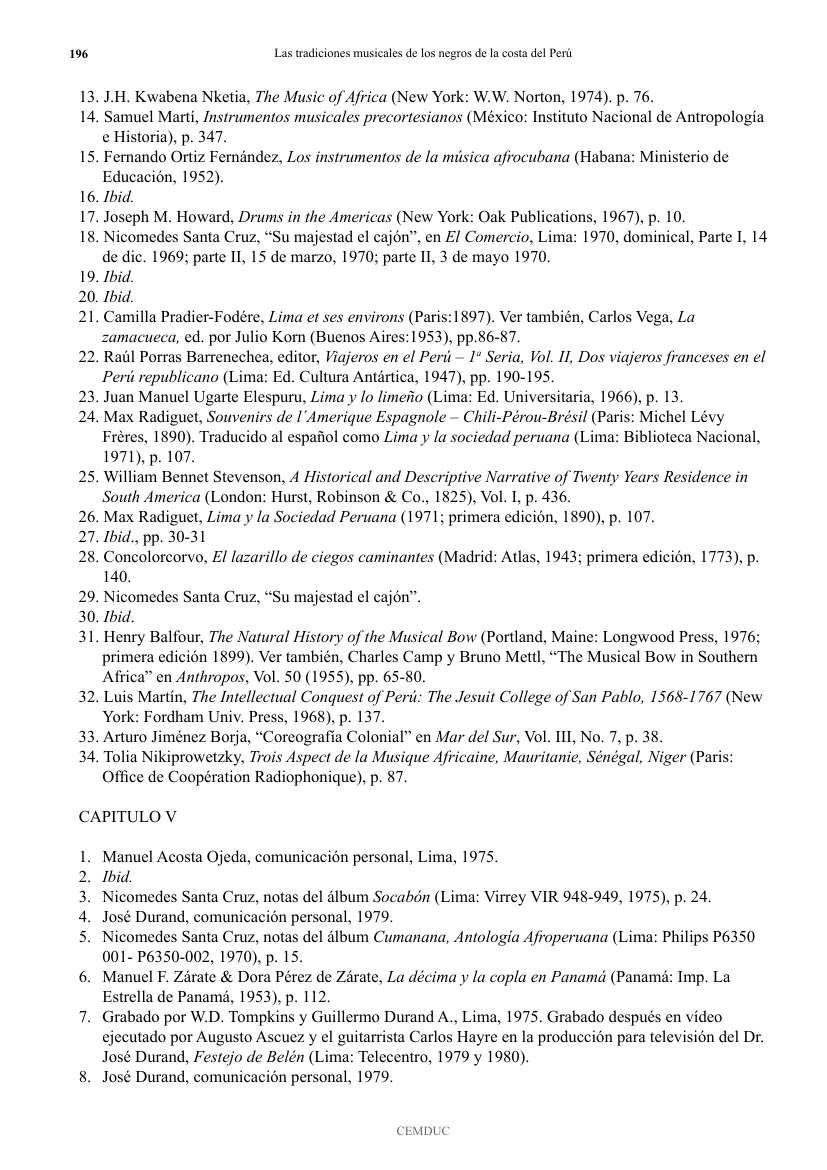 196
Las tradiciones musicales de los negros de la costa del Perú
13. J.H. Kwabena Nketia, The Music of Africa (New York: W.W. Norton, 1974). p. 76.
14. Samuel Martí, Instrumentos musicales precortesianos (México: Instituto Nacional de Antropología
e Historia), p. 347.
15. Fernando Ortiz Fernández, Los instrumentos de la música afrocubana (Habana: Ministerio de
Educación, 1952).
16. Ibid.
17. Joseph M. Howard, Drums in the Americas (New York: Oak Publications, 1967), p. 10.
18. Nicomedes Santa Cruz, “Su majestad el cajón”, en El Comercio, Lima: 1970, dominical, Parte I, 14
de dic. 1969; parte II, 15 de marzo, 1970; parte II, 3 de mayo 1970.
19. Ibid.
20. Ibid.
21. Camilla Pradier-Fodére, Lima et ses environs (Paris:1897). Ver también, Carlos Vega, La
zamacueca, ed. por Julio Korn (Buenos Aires:1953), pp.86-87.
22. Raúl Porras Barrenechea, editor, Viajeros en el Perú – 1ª Seria, Vol. II, Dos viajeros franceses en el
Perú republicano (Lima: Ed. Cultura Antártica, 1947), pp. 190-195.
23. Juan Manuel Ugarte Elespuru, Lima y lo limeño (Lima: Ed. Universitaria, 1966), p. 13.
24. Max Radiguet, Souvenirs de l´Amerique Espagnole – Chili-Pérou-Brésil (Paris: Michel Lévy
Frères, 1890). Traducido al español como Lima y la sociedad peruana (Lima: Biblioteca Nacional,
1971), p. 107.
25. William Bennet Stevenson, A Historical and Descriptive Narrative of Twenty Years Residence in
South America (London: Hurst, Robinson & Co., 1825), Vol. I, p. 436.
26. Max Radiguet, Lima y la Sociedad Peruana (1971; primera edición, 1890), p. 107.
27. Ibid., pp. 30-31
28. Concolorcorvo, El lazarillo de ciegos caminantes (Madrid: Atlas, 1943; primera edición, 1773), p.
140.
29. Nicomedes Santa Cruz, “Su majestad el cajón”.
30. Ibid.
31. Henry Balfour, The Natural History of the Musical Bow (Portland, Maine: Longwood Press, 1976;
primera edición 1899). Ver también, Charles Camp y Bruno Mettl, “The Musical Bow in Southern
Africa” en Anthropos, Vol. 50 (1955), pp. 65-80.
32. Luis Martín, The Intellectual Conquest of Perú: The Jesuit College of San Pablo, 1568-1767 (New
York: Fordham Univ. Press, 1968), p. 137.
33. Arturo Jiménez Borja, “Coreografía Colonial” en Mar del Sur, Vol. III, No. 7, p. 38.
34. Tolia Nikiprowetzky, Trois Aspect de la Musique Africaine, Mauritanie, Sénégal, Niger (Paris:
Office de Coopération Radiophonique), p. 87.
CAPITULO V
1. Manuel Acosta Ojeda, comunicación personal, Lima, 1975.
2. Ibid.
3. Nicomedes Santa Cruz, notas del álbum Socabón (Lima: Virrey VIR 948-949, 1975), p. 24.
4. José Durand, comunicación personal, 1979.
5. Nicomedes Santa Cruz, notas del álbum Cumanana, Antología Afroperuana (Lima: Philips P6350
001- P6350-002, 1970), p. 15.
6. Manuel F. Zárate & Dora Pérez de Zárate, La décima y la copla en Panamá (Panamá: Imp. La
Estrella de Panamá, 1953), p. 112.
7. Grabado por W.D. Tompkins y Guillermo Durand A., Lima, 1975. Grabado después en vídeo
ejecutado por Augusto Ascuez y el guitarrista Carlos Hayre en la producción para televisión del Dr.
José Durand, Festejo de Belén (Lima: Telecentro, 1979 y 1980).
8. José Durand, comunicación personal, 1979.
CEMDUC